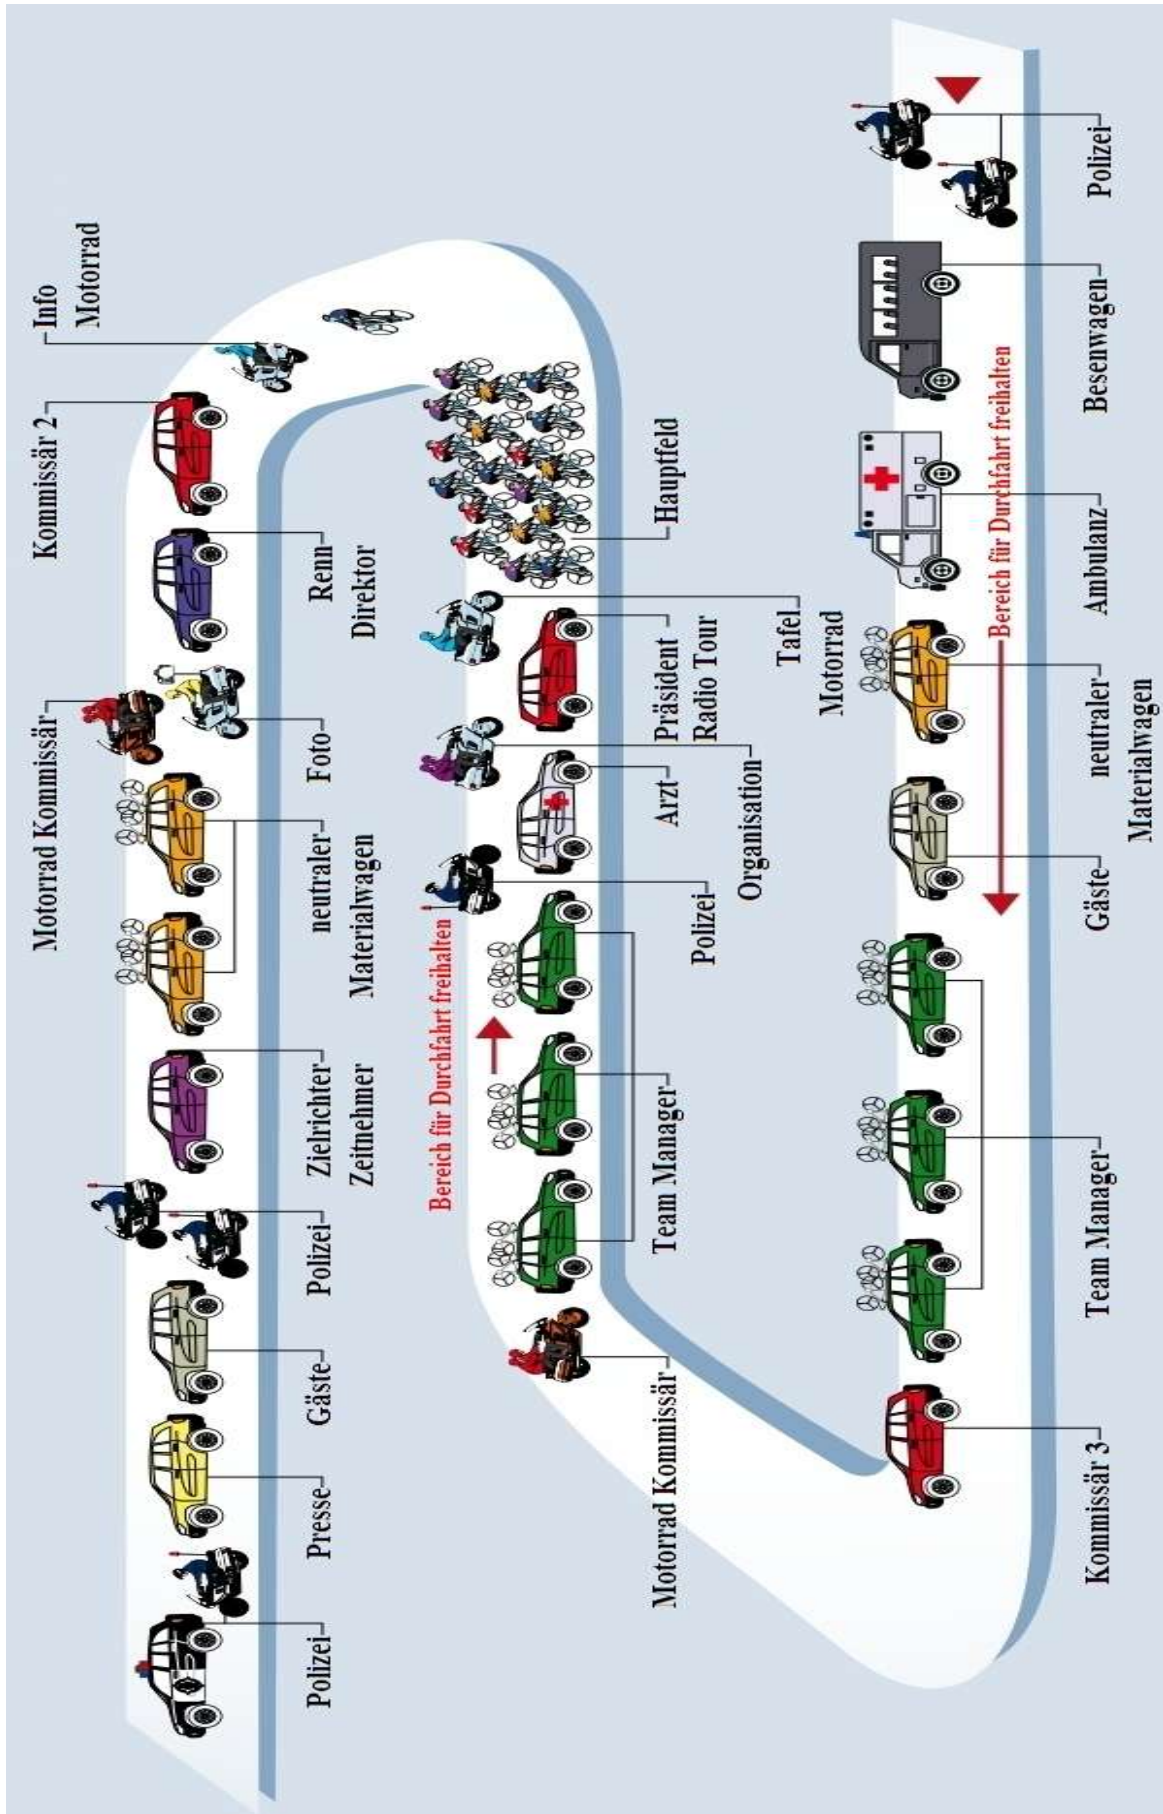 Polizei
Presse
Gäste
Polizei
Zielrichter
Zeitnehmer
neutraler
Materialwagen
Motorrad Kommissär
Foto
Renn
Direktor
Kommissär 2
Info
Motorrad
Hauptfeld
Tafel
Motorrad
Präsident
Radio Tour
Organisation
Arzt
Polizei
Bereich für Durchfahrt freihalten
Team Manager
Motorrad Kommissär
Kommissär 3
Team Manager
Gäste
Bereich für Durchfahrt freihalten
neutraler
Materialwagen
Ambulanz
Besenwagen
Polizei